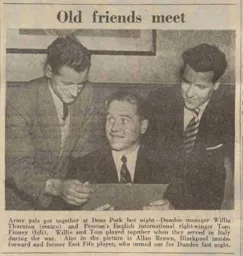 Old friends meet
Army pals got together at Dens Park last night—Dundee manager Willie
Thornton (centre) and Preston's English international right-winger Tom
Finney (left). Willie and Tom played together when they served in Italy
during the war. Also in the picture is Allan Brown, Blackpool inside-
forward and former East Fife player, who turned out for Dundee last night.